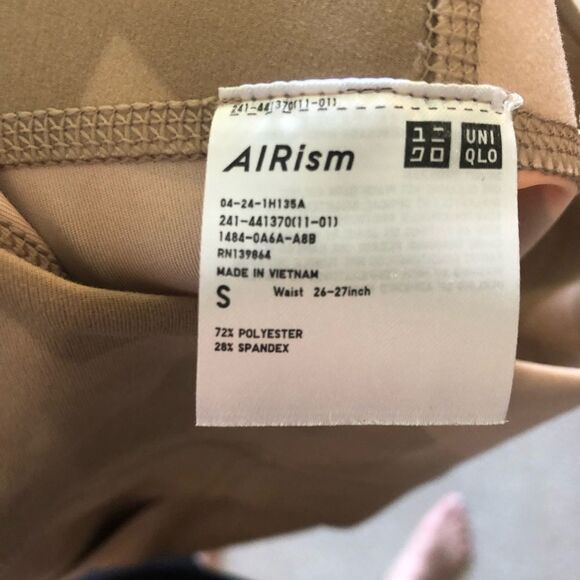 241-441370(11-01)
AIRism
ユニ
クロ
UNI
QLO
04-24-1H135A
241-441370(11-01)
1484-0A6A-A8B
RN139864
MADE IN VIETNAM
S Waist 26-27inch
72% POLYESTER
28% SPANDEX